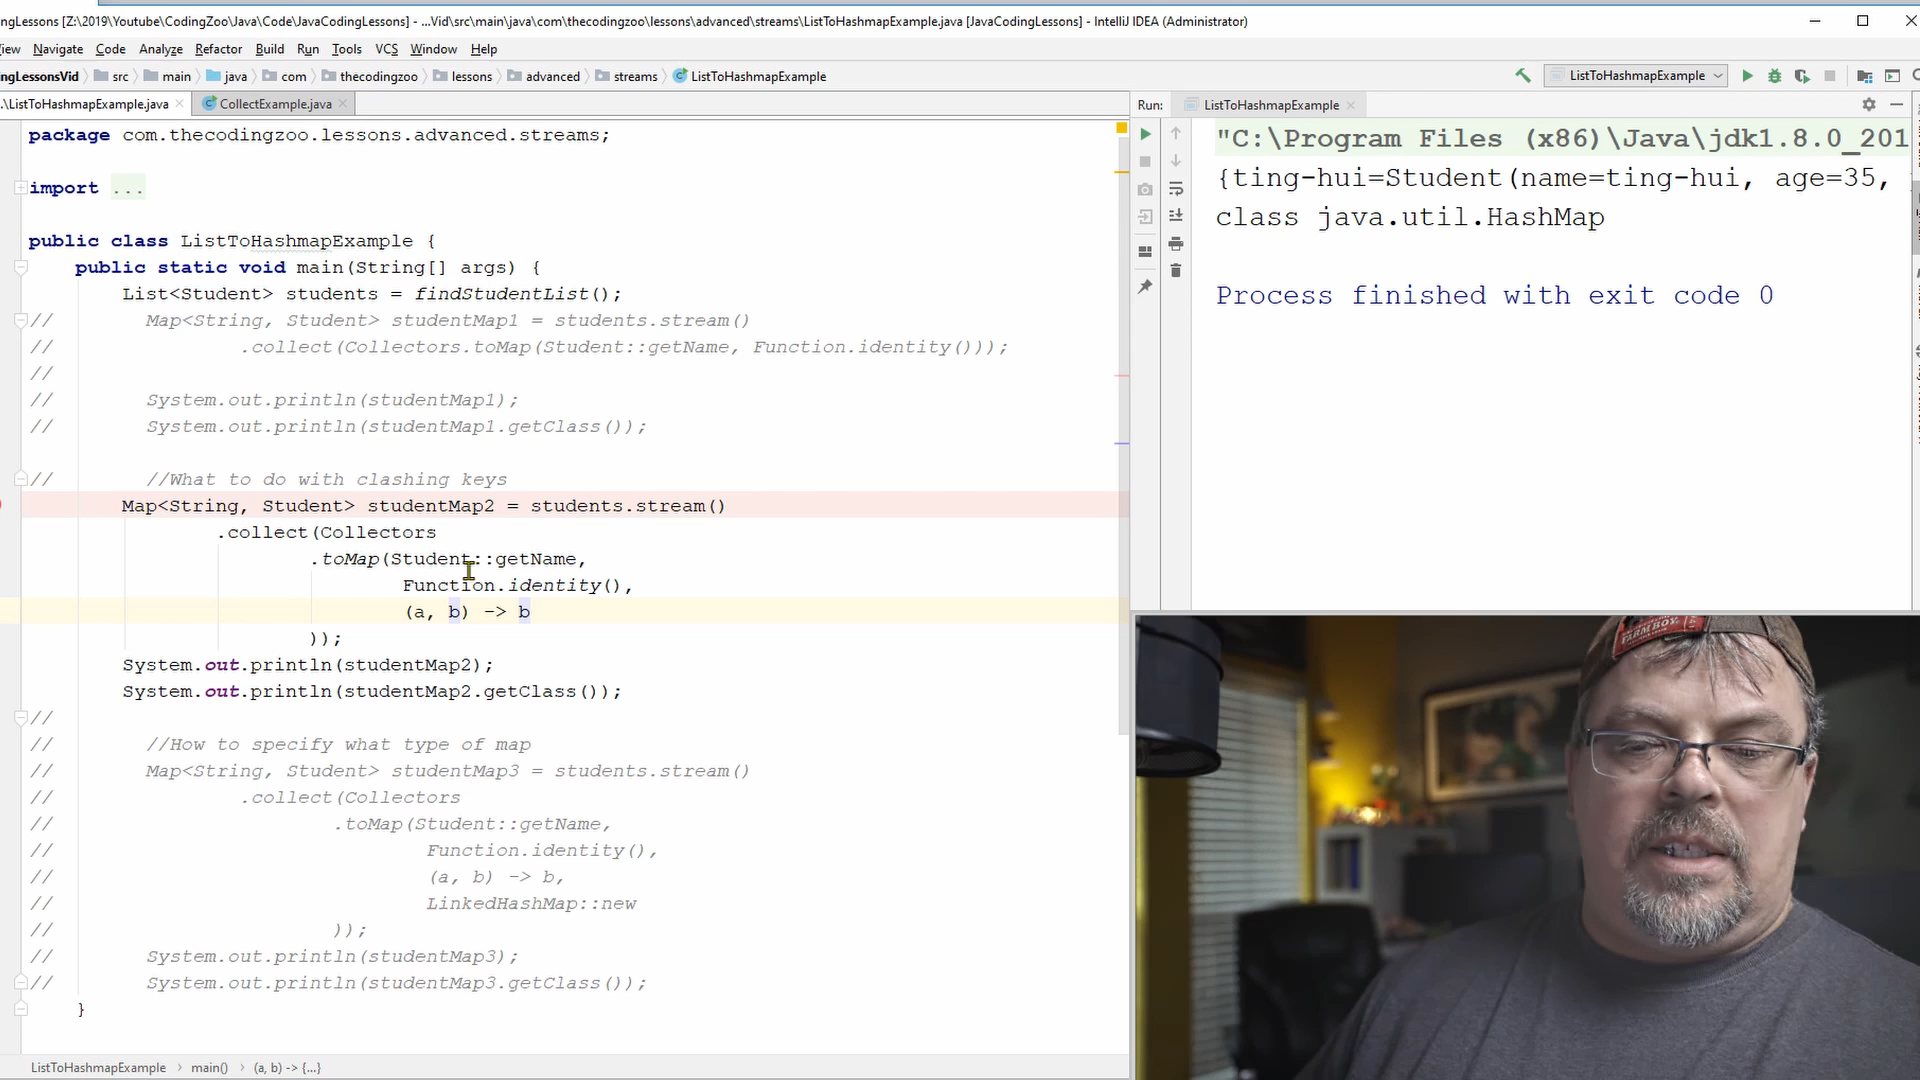 ngLessons [Z:\2019\Youtube\CodingZoo\Java\Code\JavaCodingLessons] - ...Vid\src\main\java\com\thecodingzoo\lessons\advanced\streams\ListToHashmapExample.java [JavaCodingLessons] - IntelliJ IDEA (Administrator)
iew Navigate Code Analyze Refactor Build Run Tools VCS Window Help
ngLessonsVid src main java com thecodingzoo lessons advanced streams ListToHashmapExample
ListToHashmapExample
.\ListToHashmapExample.java CollectExample.java
Run: ListToHashmapExample
package com.thecodingzoo.lessons.advanced.streams;
import ...
public class ListToHashmapExample {
public static void main(String[] args) {
List<Student> students = findStudentList();
// Map<String, Student> studentMap1 = students.stream()
// .collect(Collectors.toMap(Student::getName, Function.identity()));
//
// System.out.println(studentMap1);
// System.out.println(studentMap1.getClass());
// //What to do with clashing keys
Map<String, Student> studentMap2 = students.stream()
.collect(Collectors
.toMap(Student::getName,
Function.identity(),
(a, b) -> b
));
System.out.println(studentMap2);
System.out.println(studentMap2.getClass());
//
// //How to specify what type of map
// Map<String, Student> studentMap3 = students.stream()
// .collect(Collectors
// .toMap(Student::getName,
// Function.identity(),
// (a, b) -> b,
// LinkedHashMap::new
// ));
// System.out.println(studentMap3);
// System.out.println(studentMap3.getClass());
}
ListToHashmapExample > main() > (a, b) -> {...}
"C:\Program Files (x86)\Java\jdk1.8.0_201
{ting-hui=Student(name=ting-hui, age=35,
class java.util.HashMap
Process finished with exit code 0
FARM BOY